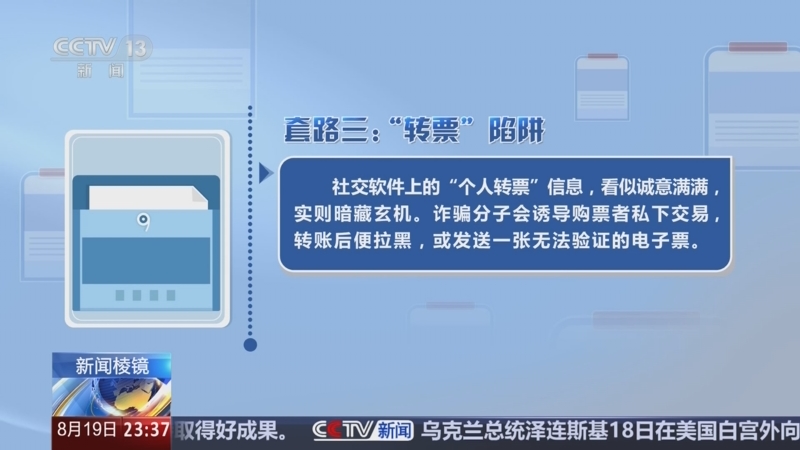 CCTV 13
新闻
套路三：“转票”陷阱
社交软件上的“个人转票”信息，看似诚意满满，
实则暗藏玄机。诈骗分子会诱导购票者私下交易，
转账后便拉黑，或发送一张无法验证的电子票。
新闻棱镜
8月19日 23:37 取得好成果。 CCTV 新闻 乌克兰总统泽连斯基18日在美国白宫外向